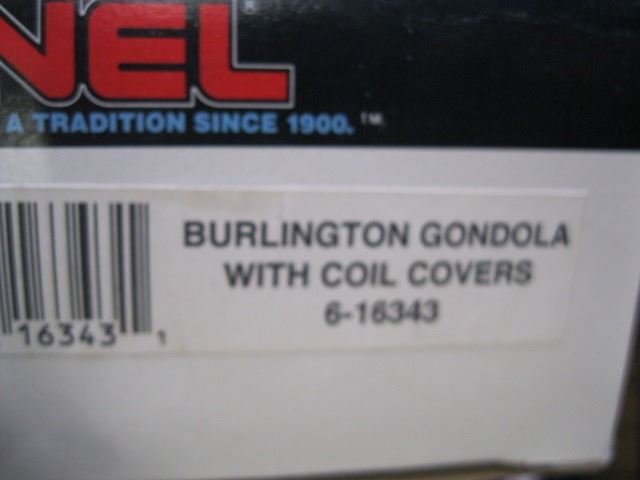 NEL
A TRADITION SINCE 1900.™
BURLINGTON GONDOLA
WITH COIL COVERS
6-16343
16343 1